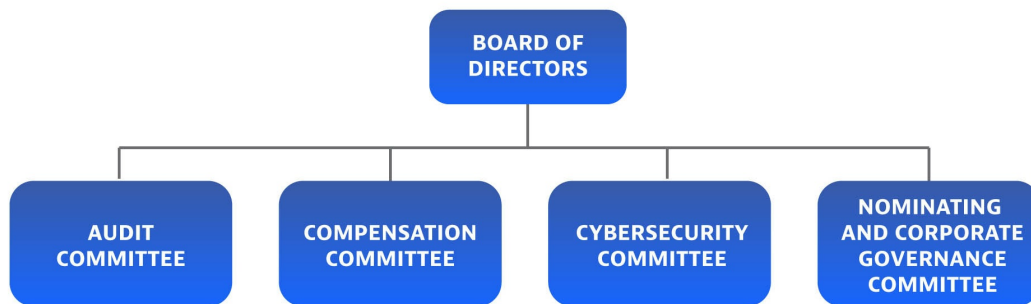 BOARD OF
DIRECTORS
AUDIT
COMMITTEE
COMPENSATION
COMMITTEE
CYBERSECURITY
COMMITTEE
NOMINATING
AND CORPORATE
GOVERNANCE
COMMITTEE